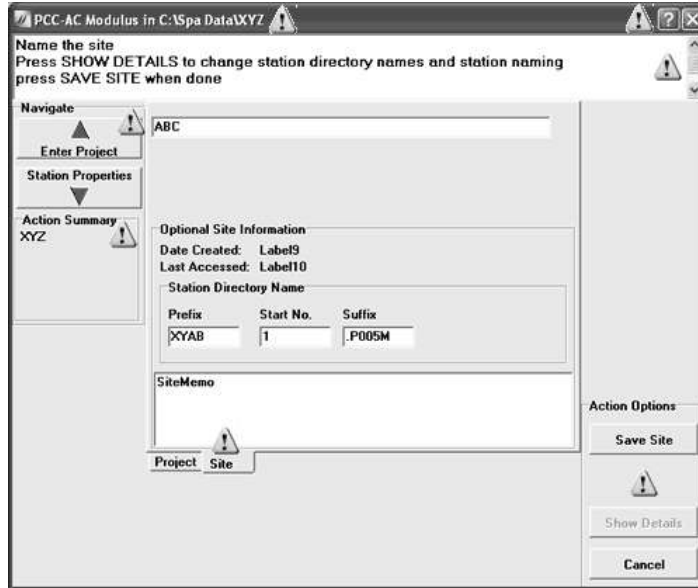 PCC-AC Modulus in C:\Spa Data\XYZ
Name the site
Press SHOW DETAILS to change station directory names and station naming
press SAVE SITE when done
Navigate
Enter Project
Station Properties
Action Summary
XYZ
ABC
Optional Site Information
Date Created: Label9
Last Accessed: Label10
Station Directory Name
Prefix Start No. Suffix
XYAB 1 .P005M
SiteMemo
Project Site
Action Options
Save Site
Show Details
Cancel